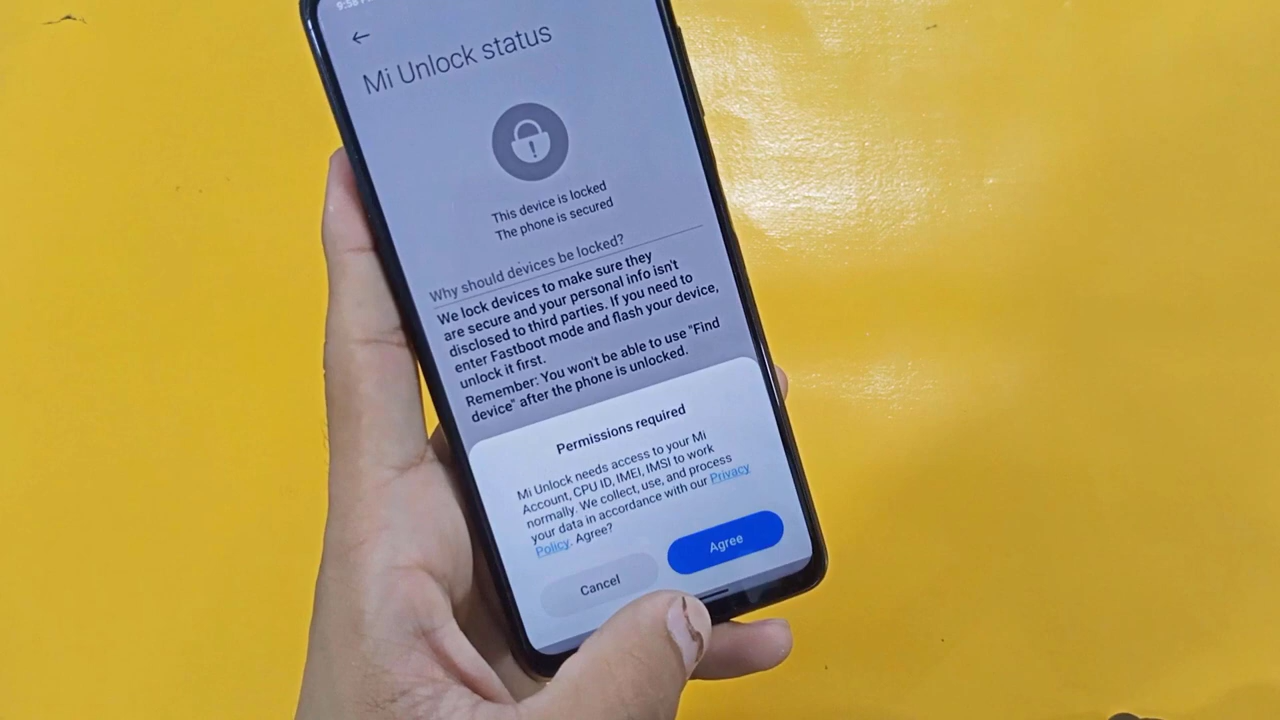 9:58
Mi Unlock status
This device is locked
The phone is secured
Why should devices be locked?
We lock devices to make sure they
are secure and your personal info isn't
disclosed to third parties. If you need to
enter Fastboot mode and flash your device,
unlock it first.
Remember: You won't be able to use "Find
device" after the phone is unlocked.
Permissions required
Mi Unlock needs access to your Mi
Account, CPU ID, IMEI, IMSI to work
normally. We collect, use, and process
your data in accordance with our Privacy
Policy. Agree?
Cancel
Agree